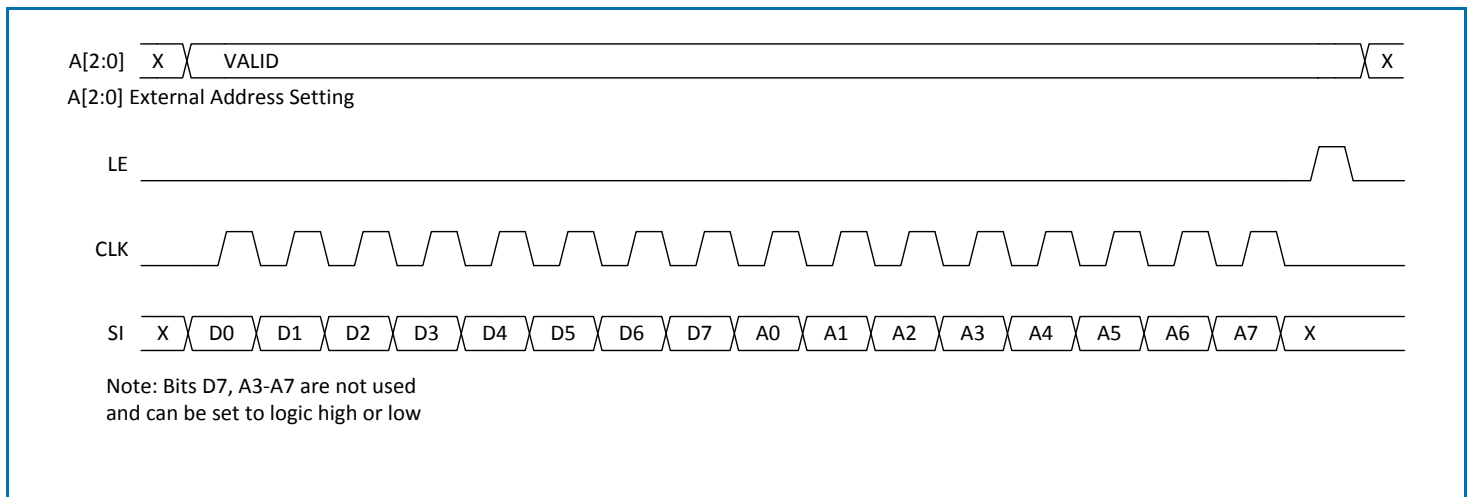 A[2:0] X VALID X
A[2:0] External Address Setting
LE
CLK
SI X D0 D1 D2 D3 D4 D5 D6 D7 A0 A1 A2 A3 A4 A5 A6 A7 X
Note: Bits D7, A3-A7 are not used
and can be set to logic high or low